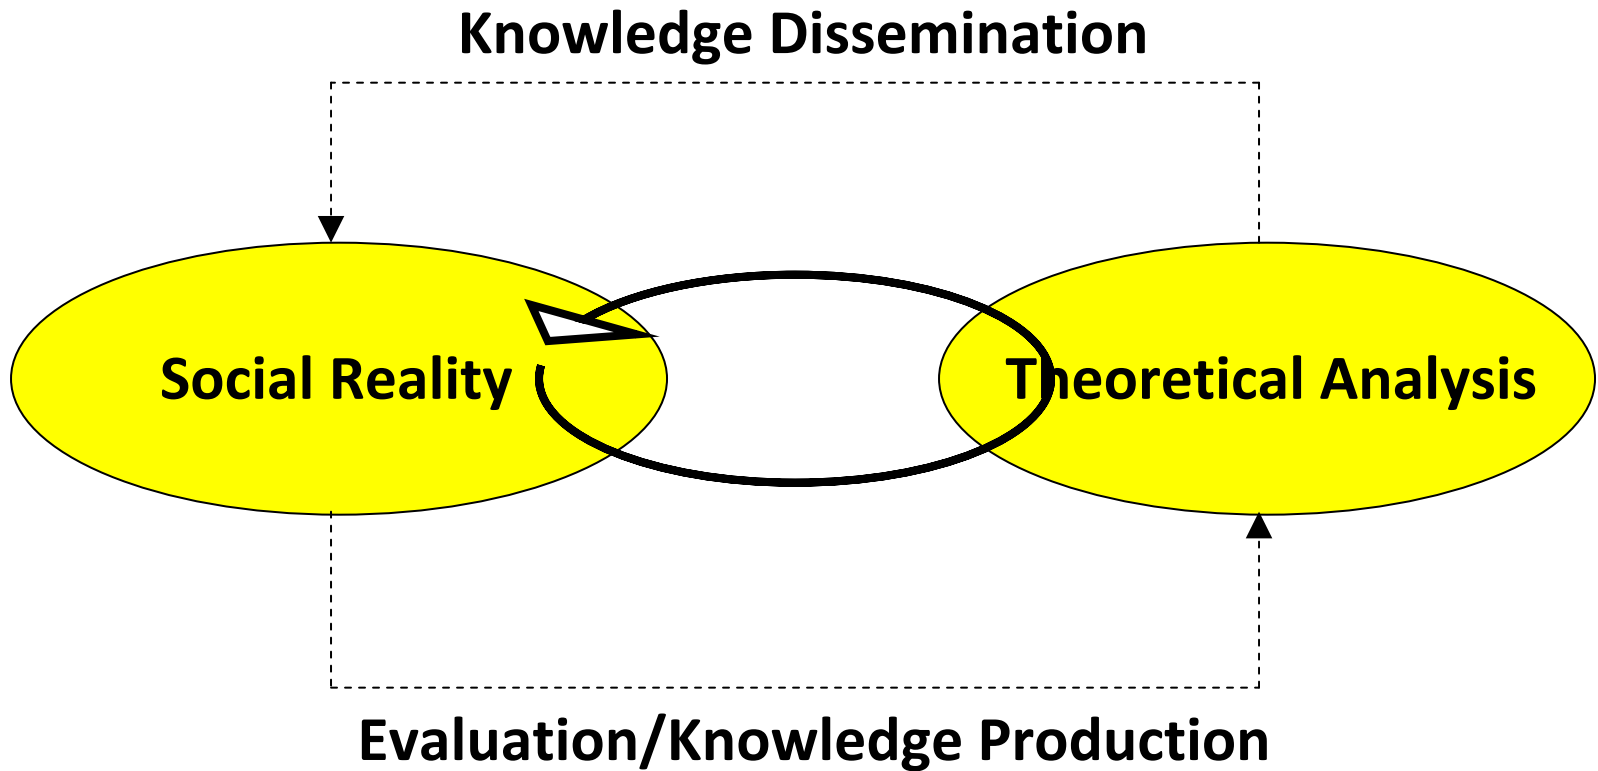 Knowledge Dissemination
Social Reality
Theoretical Analysis
Evaluation/Knowledge Production